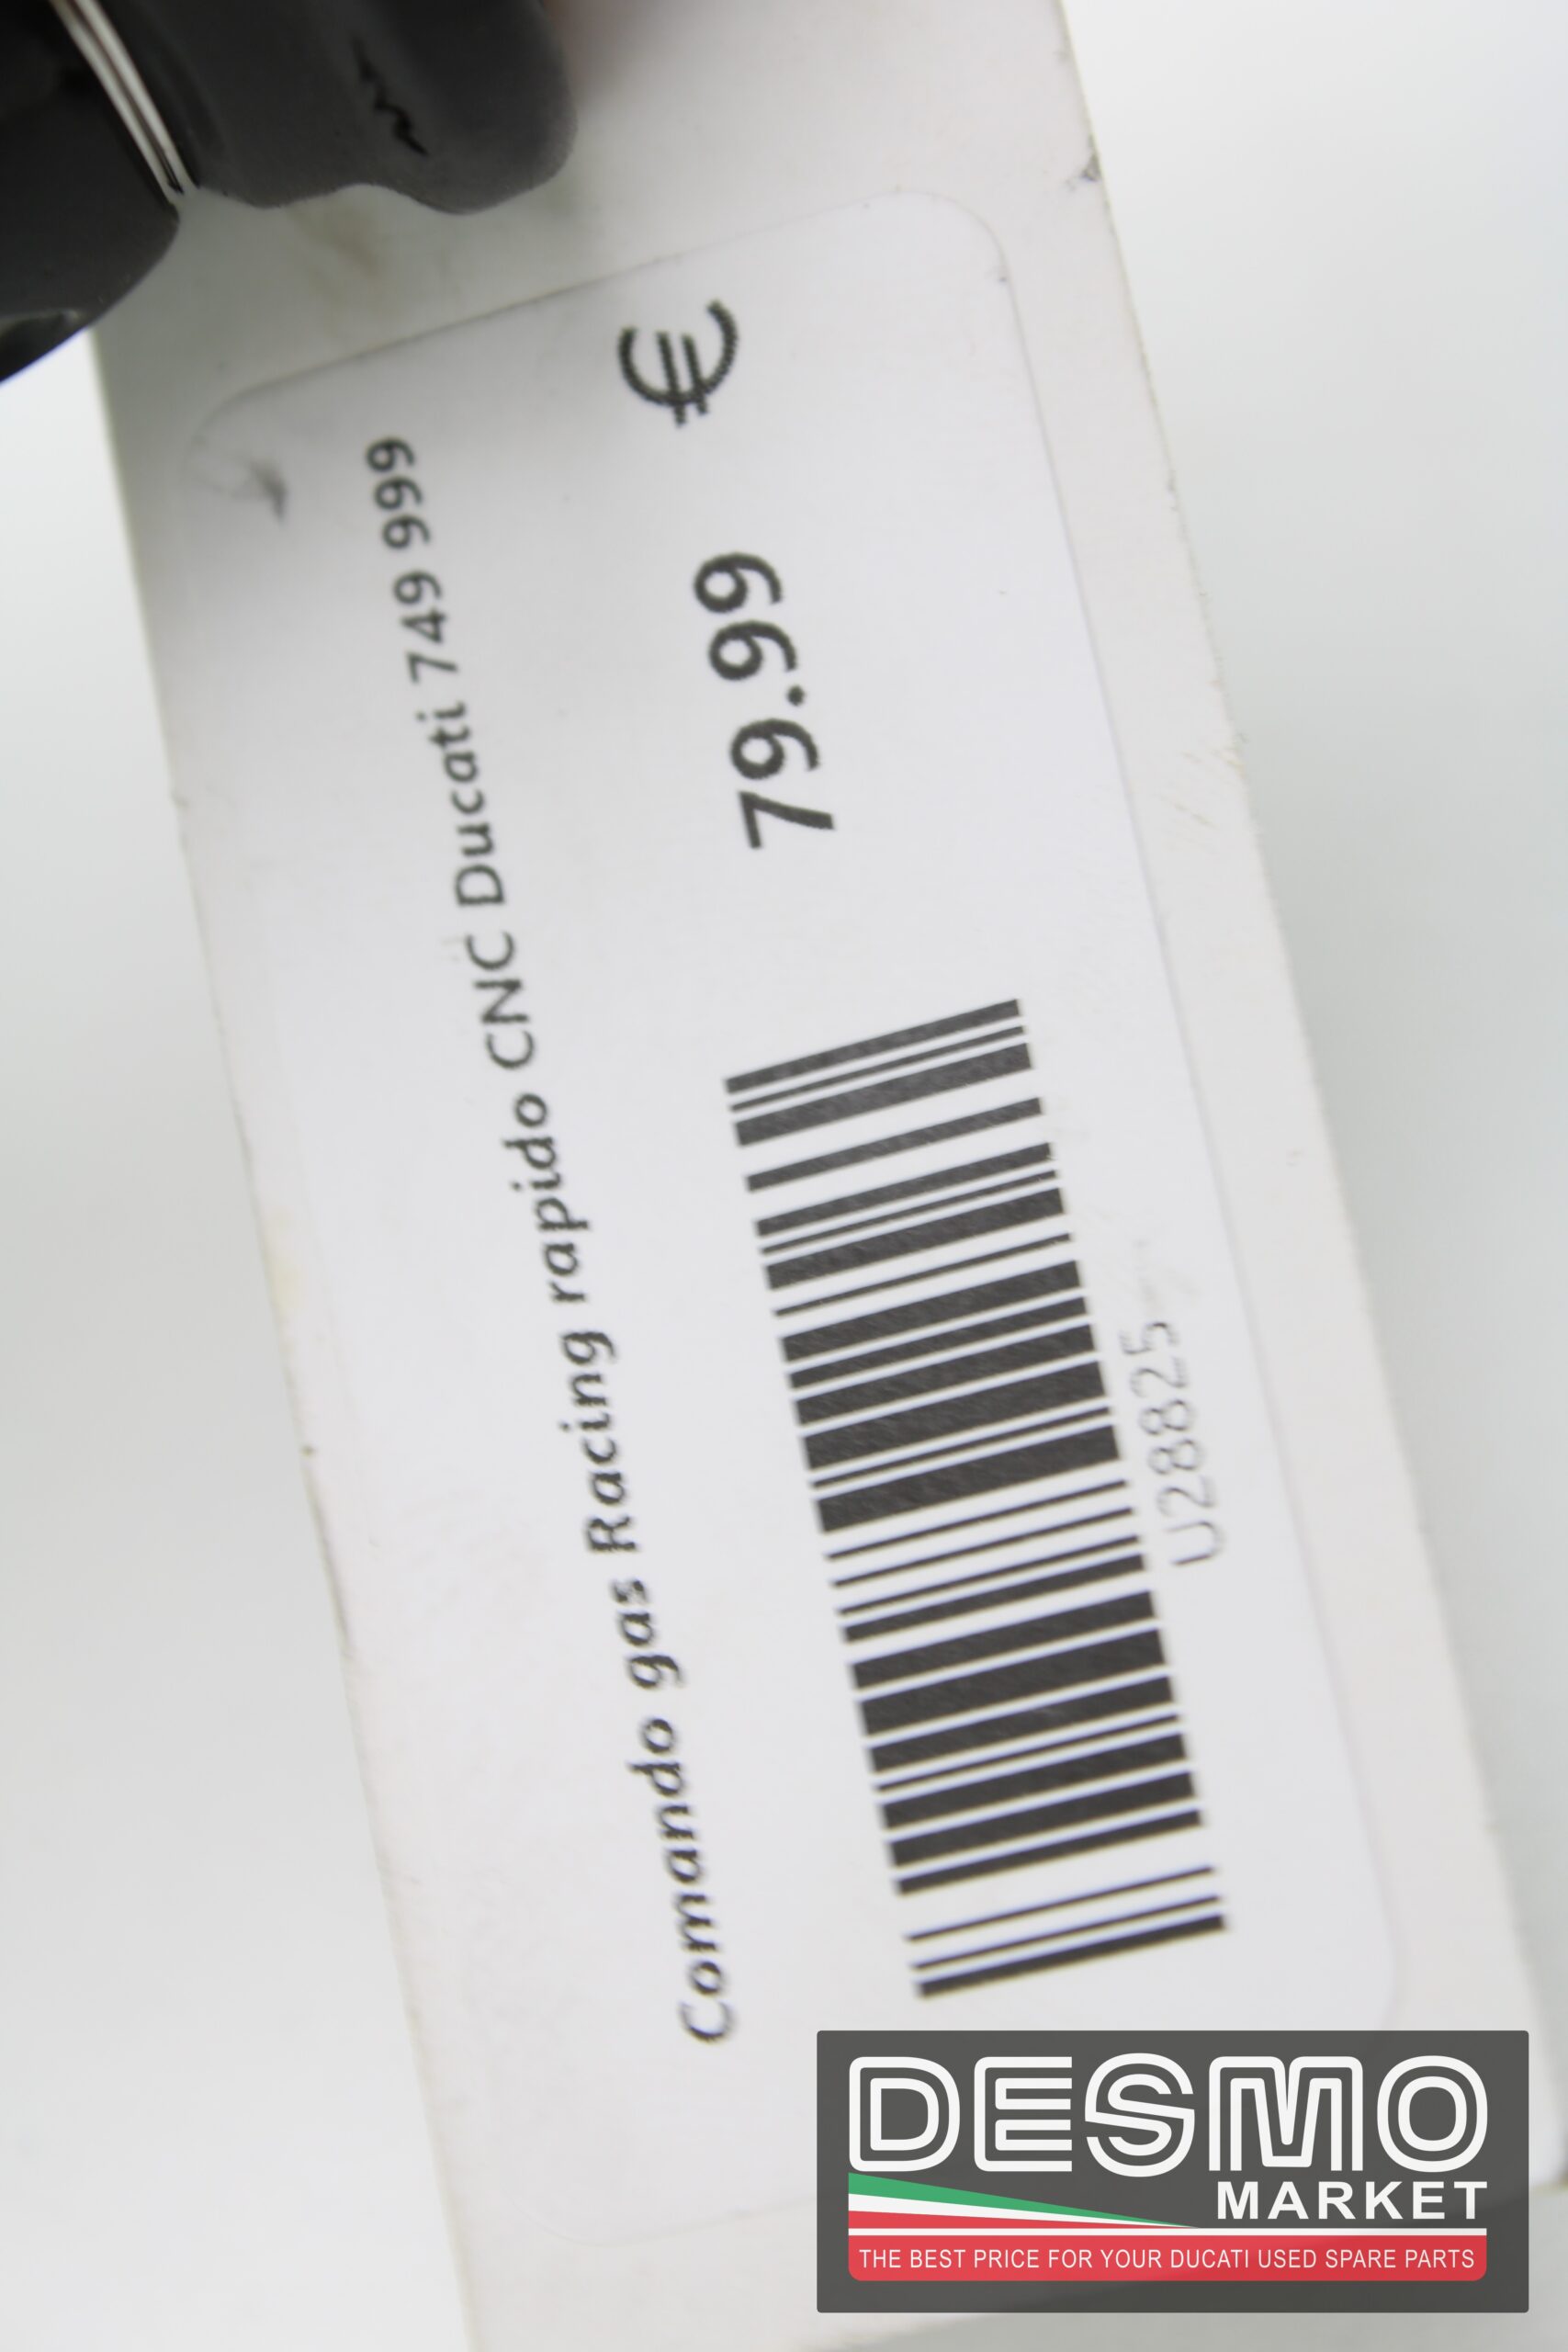 Comando gas Racing rapido CNC Ducati 749 999
79.99 €
U28825
DESMO
MARKET
THE BEST PRICE FOR YOUR DUCATI USED SPARE PARTS